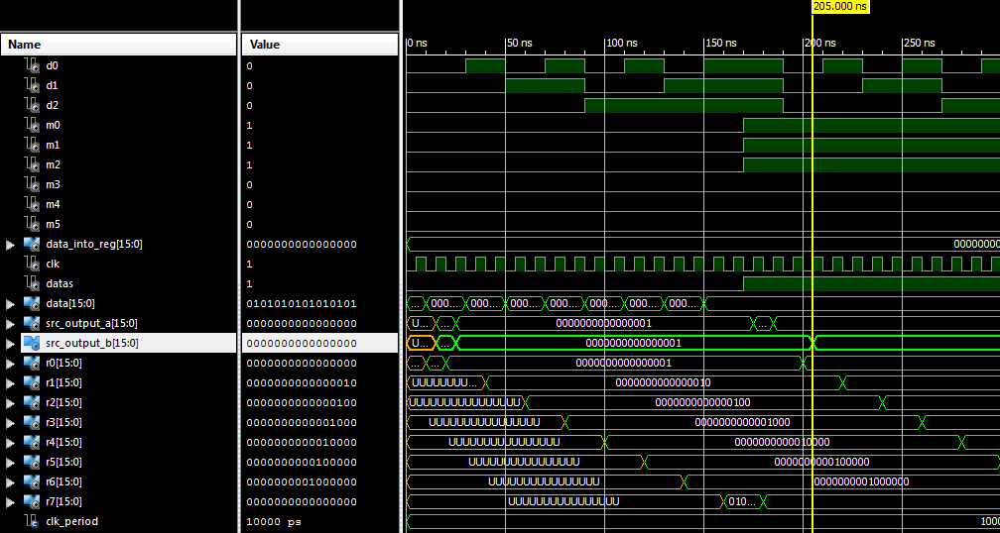 205.000 ns
Name Value 0 ns 50 ns 100 ns 150 ns 200 ns 250 ns
d0 0
d1 0
d2 0
m0 1
m1 1
m2 1
m3 0
m4 0
m5 0
data_into_reg[15:0] 0000000000000000 00000000
clk 1
datas 1
data[15:0] 0101010101010101 ... 000... 000... 000... 000... 000... 000... 000...
src_output_a[15:0] 0000000000000000 U... ... 0000000000000001 ...
src_output_b[15:0] 0000000000000000 U... ... 0000000000000001
r0[15:0] 0000000000000000 ... ... 0000000000000001
r1[15:0] 0000000000000010 UUUUUUUU... 0000000000000010
r2[15:0] 0000000000000100 UUUUUUUUUUUUUUUU 0000000000000100
r3[15:0] 0000000000001000 UUUUUUUUUUUUUUUU 0000000000001000
r4[15:0] 0000000000010000 UUUUUUUUUUUUUUUU 0000000000010000
r5[15:0] 0000000000100000 UUUUUUUUUUUUUUUU 0000000000100000
r6[15:0] 0000000001000000 UUUUUUUUUUUUUUUU 0000000001000000
r7[15:0] 0000000000000000 UUUUUUUUUUUUUUUU 010...
clk_period 10000 ps 1000